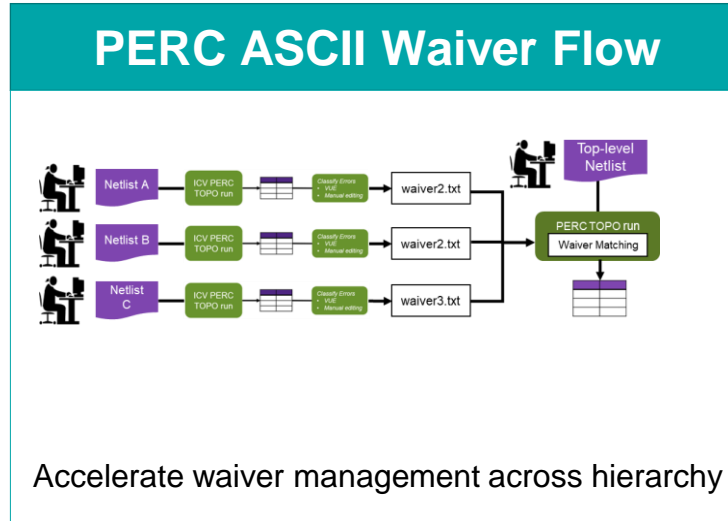 PERC ASCII Waiver Flow
Top-level
Netlist
Netlist A
ICV PERC
TOPO run
Classify Errors
• VUE
• Manual editing
waiver2.txt
Netlist B
ICV PERC
TOPO run
Classify Errors
• VUE
• Manual editing
waiver2.txt
PERC TOPO run
Waiver Matching
Netlist
C
ICV PERC
TOPO run
Classify Errors
• VUE
• Manual editing
waiver3.txt
Accelerate waiver management across hierarchy